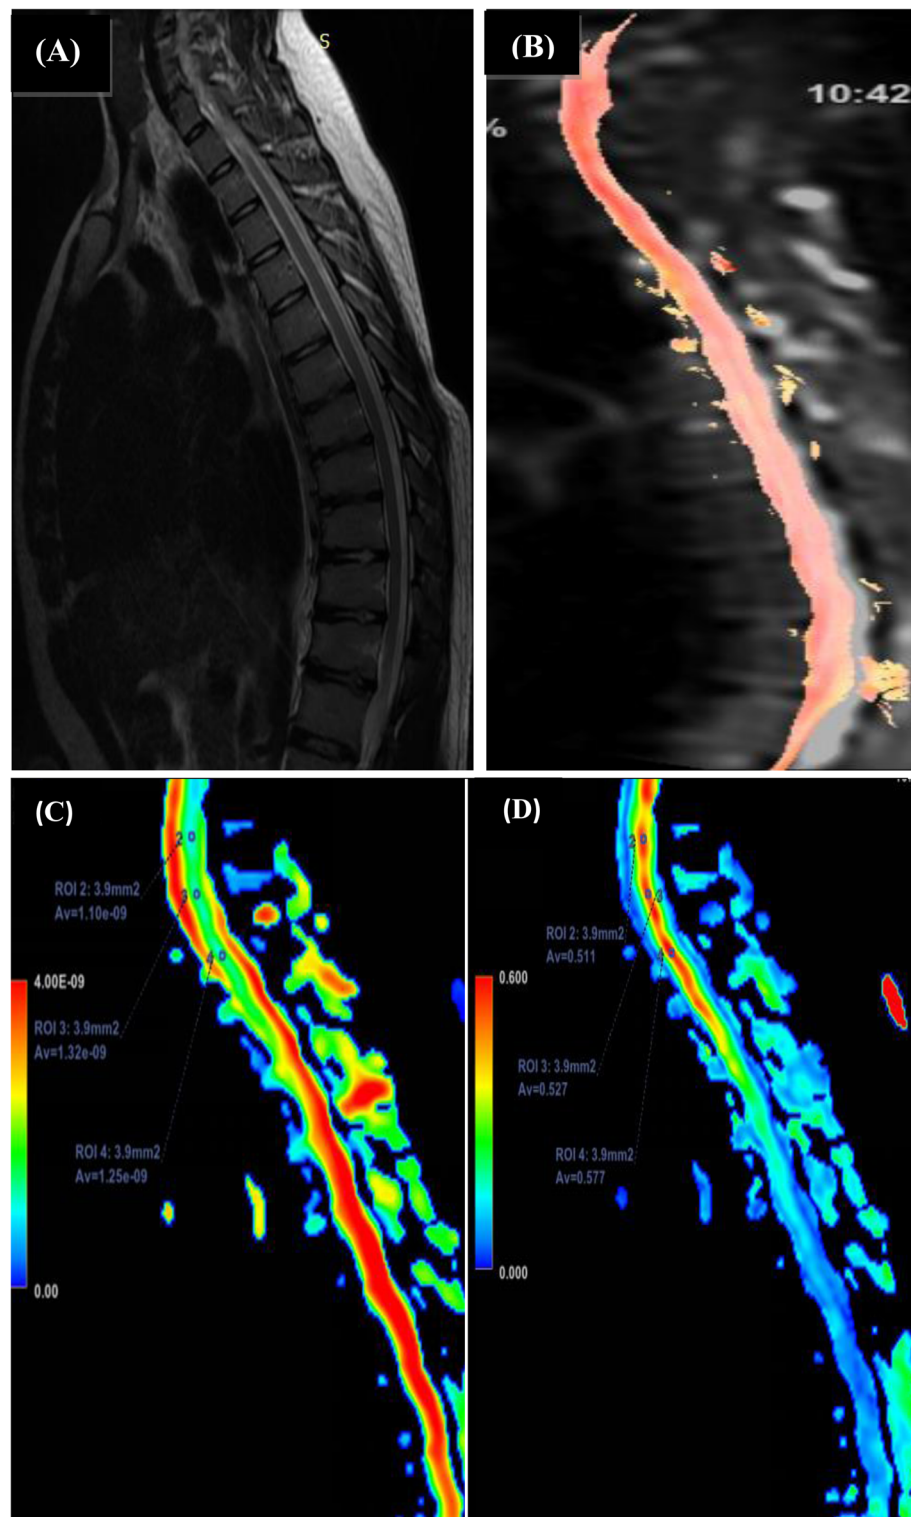 (A)
S
(B)
10:42
%
(C)
2
3
4
ROI 2: 3.9mm2
Av=1.10e-09
4.00E-09
ROI 3: 3.9mm2
Av=1.32e-09
ROI 4: 3.9mm2
Av=1.25e-09
0.00
(D)
2
3
4
ROI 2: 3.9mm2
Av=0.511
0.600
ROI 3: 3.9mm2
Av=0.527
ROI 4: 3.9mm2
Av=0.577
0.000